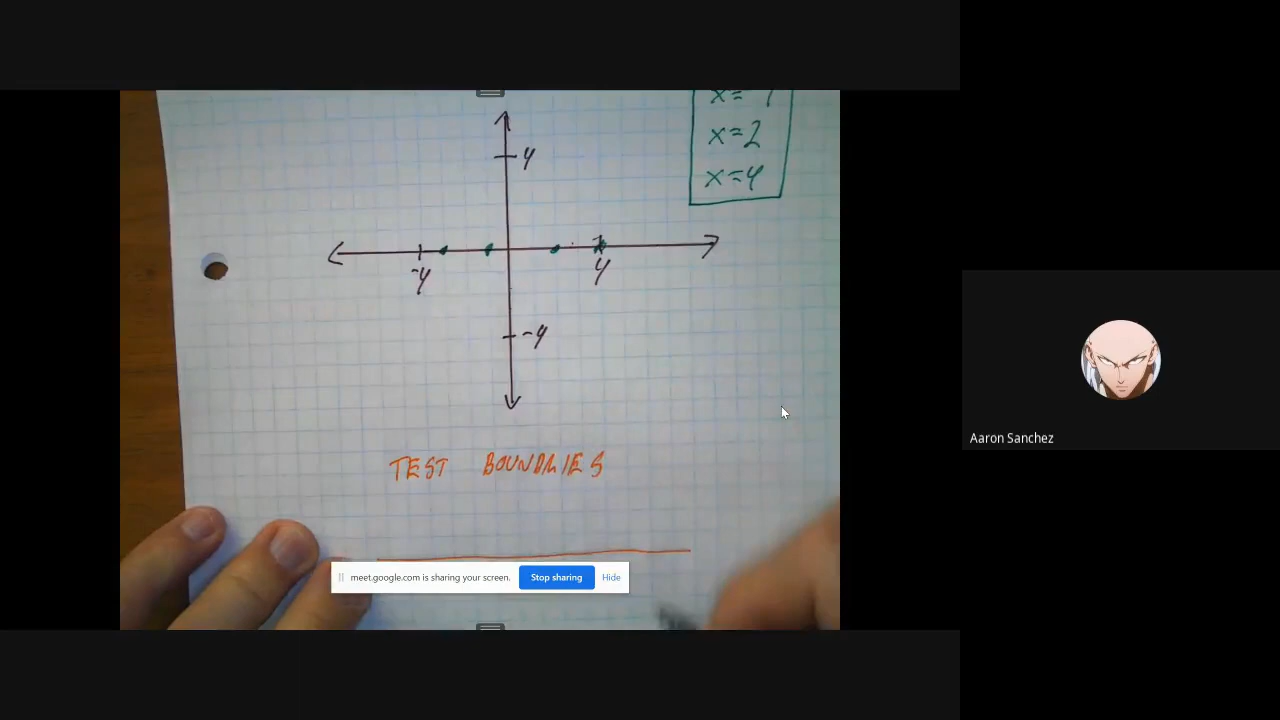 x=2
x=4
4
-4
4
-4
TEST BOUNDRIES
meet.google.com is sharing your screen. Stop sharing Hide
Aaron Sanchez